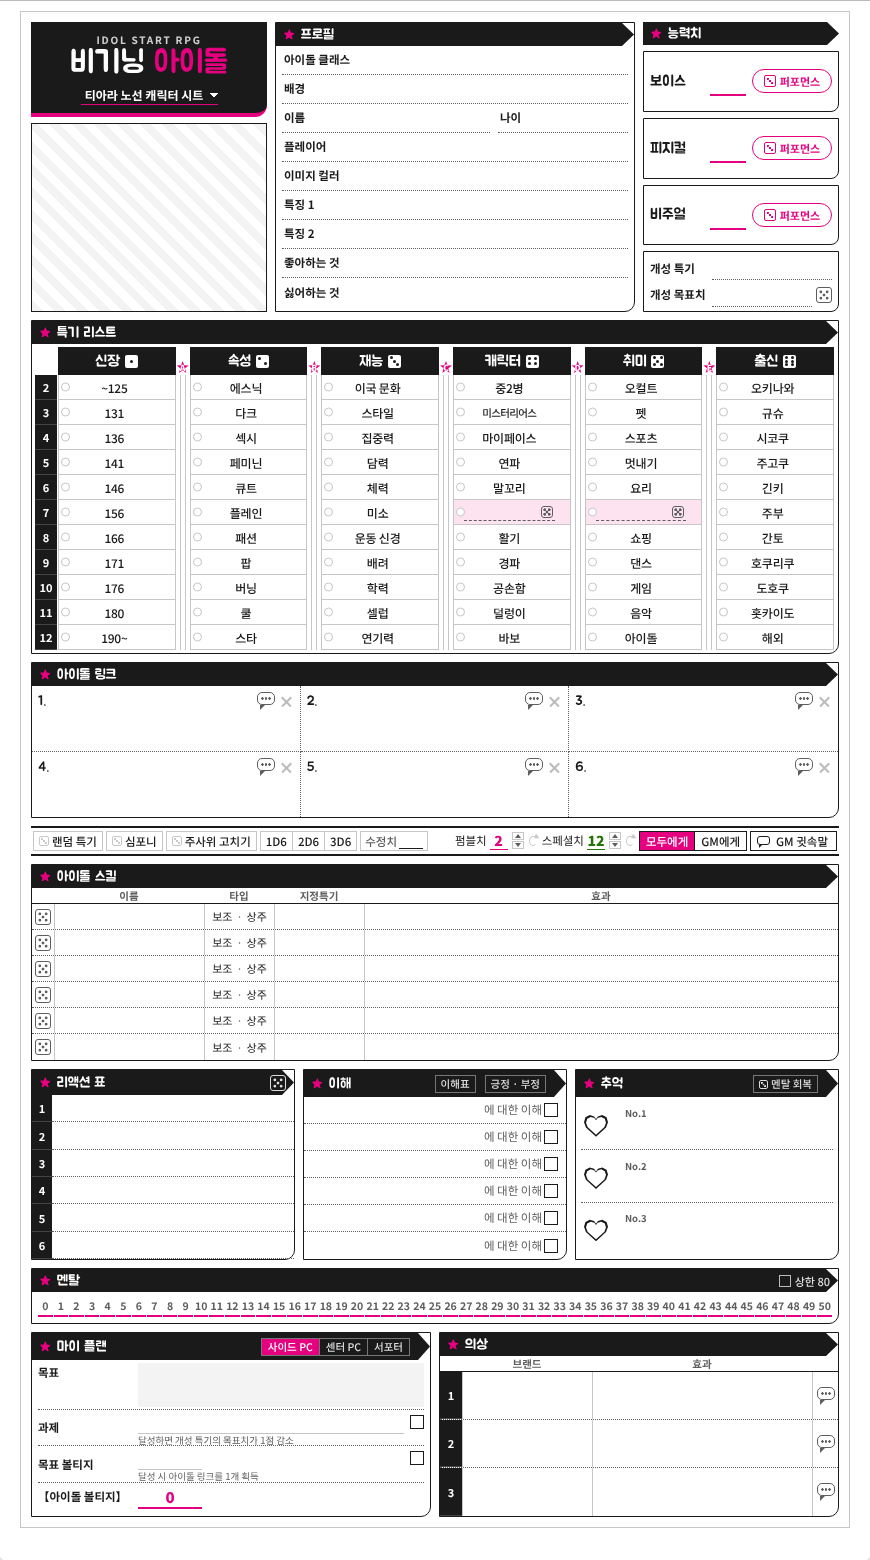 IDOL START RPG
비기닝 아이돌
티아라 노선 캐릭터 시트
프로필
아이돌 클래스
배경
이름 나이
플레이어
이미지 컬러
특징 1
특징 2
좋아하는 것
싫어하는 것
능력치
보이스 퍼포먼스
피지컬 퍼포먼스
비주얼 퍼포먼스
개성 특기
개성 목표치
특기 리스트
신장 속성 재능 캐릭터 취미 출신
2 ~125 에스닉 이국 문화 중2병 오컬트 오키나와
3 131 다크 스타일 미스터리어스 펫 규슈
4 136 섹시 집중력 마이페이스 스포츠 시코쿠
5 141 페미닌 담력 연파 멋내기 주고쿠
6 146 큐트 체력 말꼬리 요리 긴키
7 156 플레인 미소 주부
8 166 패션 운동 신경 활기 쇼핑 간토
9 171 팝 배려 경파 댄스 호쿠리쿠
10 176 버닝 학력 공손함 게임 도호쿠
11 180 쿨 셀럽 덜렁이 음악 홋카이도
12 190~ 스타 연기력 바보 아이돌 해외
아이돌 링크
1. 2. 3.
4. 5. 6.
랜덤 특기 심포니 주사위 고치기 1D6 2D6 3D6 수정치 펌블치 2 스페셜치 12 모두에게 GM에게 GM 귓속말
아이돌 스킬
이름 타입 지정특기 효과
보조 · 상주
보조 · 상주
보조 · 상주
보조 · 상주
보조 · 상주
보조 · 상주
리액션 표
1
2
3
4
5
6
이해 이해표 긍정 · 부정
에 대한 이해
에 대한 이해
에 대한 이해
에 대한 이해
에 대한 이해
에 대한 이해
추억 멘탈 회복
No.1
No.2
No.3
멘탈 상한 80
0 1 2 3 4 5 6 7 8 9 10 11 12 13 14 15 16 17 18 19 20 21 22 23 24 25 26 27 28 29 30 31 32 33 34 35 36 37 38 39 40 41 42 43 44 45 46 47 48 49 50
마이 플랜 사이드 PC 센터 PC 서포터
목표
과제
달성하면 개성 특기의 목표치가 1점 감소
목표 볼티지
달성 시 아이돌 링크를 1개 획득
【아이돌 볼티지】 0
의상
브랜드 효과
1
2
3